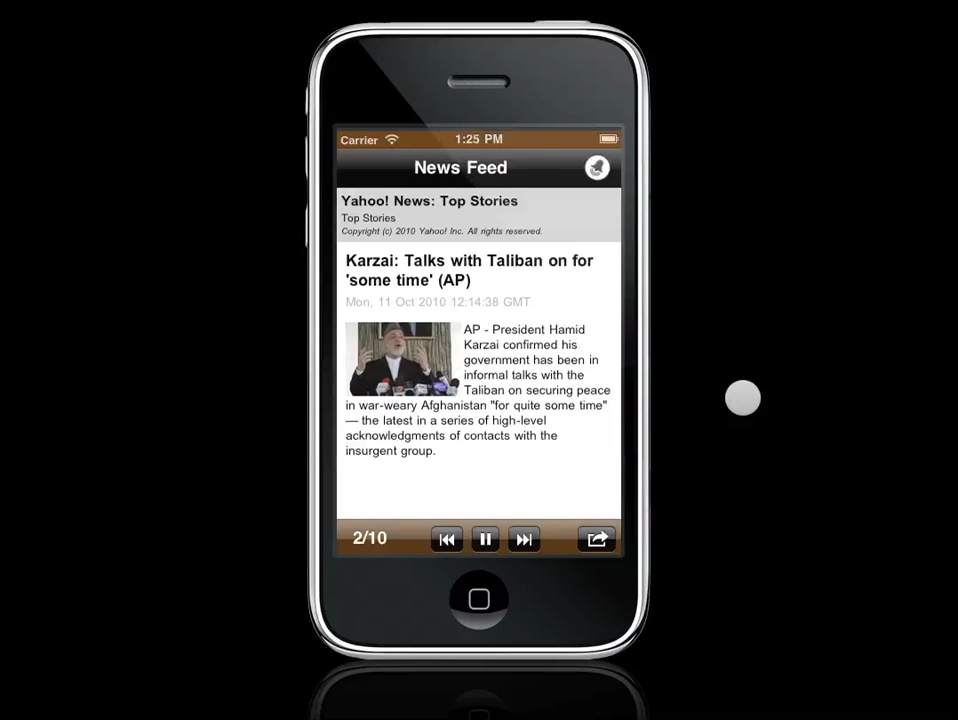 Carrier 1:25 PM
News Feed
Yahoo! News: Top Stories
Top Stories
Copyright (c) 2010 Yahoo! Inc. All rights reserved.
Karzai: Talks with Taliban on for
'some time' (AP)
Mon, 11 Oct 2010 12:14:38 GMT
AP - President Hamid
Karzai confirmed his
government has been in
informal talks with the
Taliban on securing peace
in war-weary Afghanistan "for quite some time"
— the latest in a series of high-level
acknowledgments of contacts with the
insurgent group.
2/10